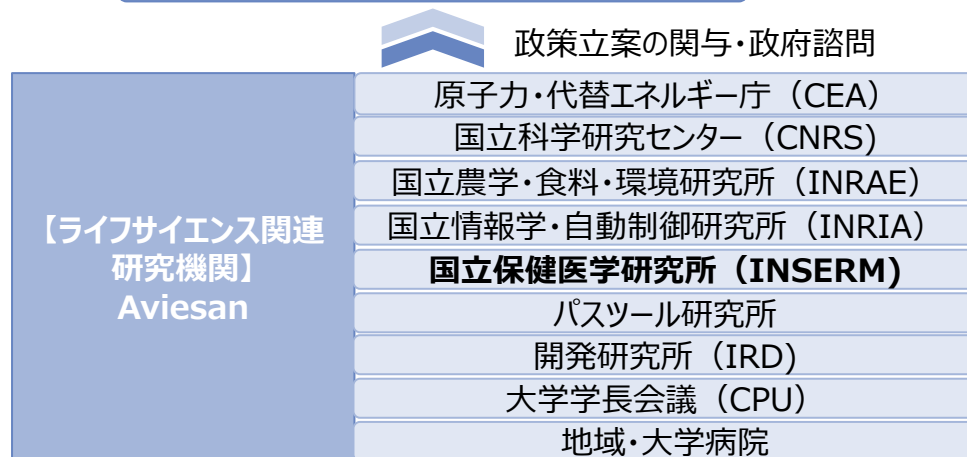 政策立案の関与・政府諮問
【ライフサイエンス関連
研究機関】
Aviesan
原子力・代替エネルギー庁（CEA）
国立科学研究センター（CNRS)
国立農学・食料・環境研究所（INRAE）
国立情報学・自動制御研究所（INRIA）
国立保健医学研究所（INSERM)
パスツール研究所
開発研究所（IRD)
大学学長会議（CPU）
地域・大学病院